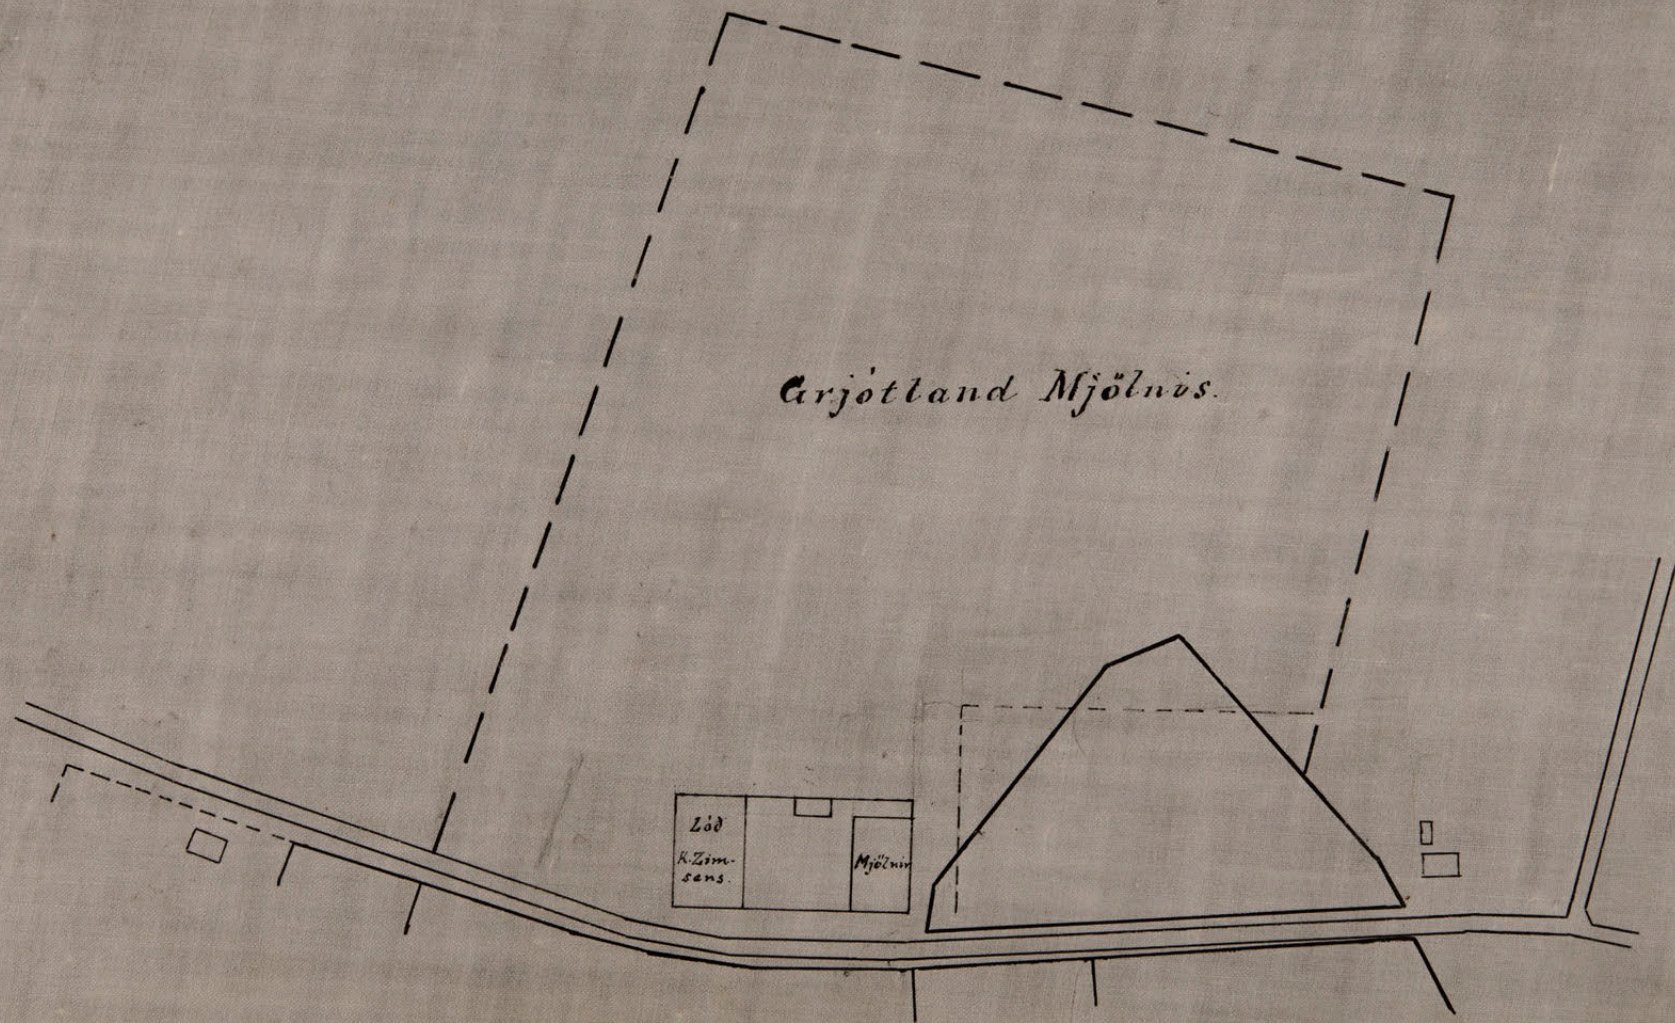 Grjótland Mjölnis.
Lóð
K. Zim-
sens.
Mjölnir